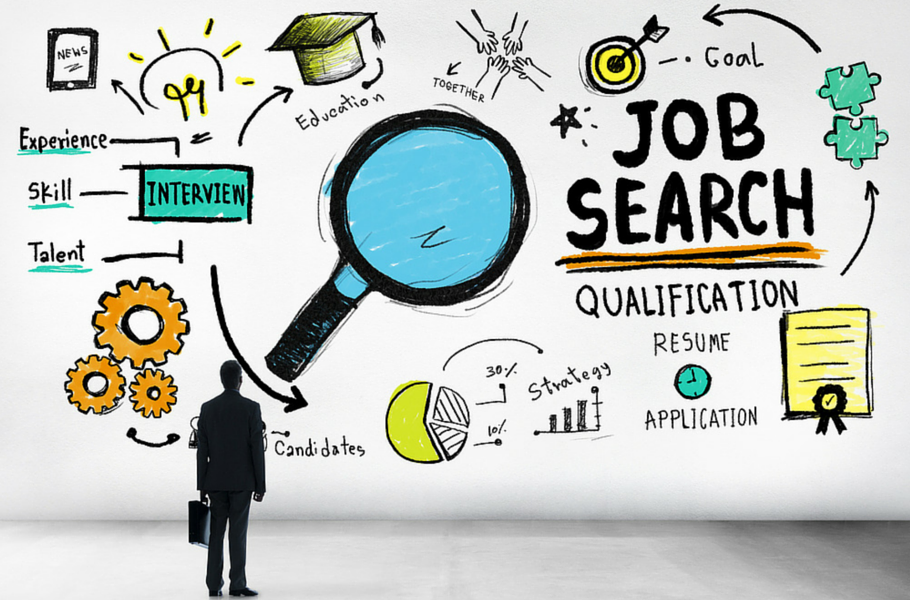 NEWS
Education
TOGETHER
Goal
JOB
SEARCH
Experience
Skill
INTERVIEW
Talent
QUALIFICATION
RESUME
APPLICATION
30%
10%
Strategy
Candidates